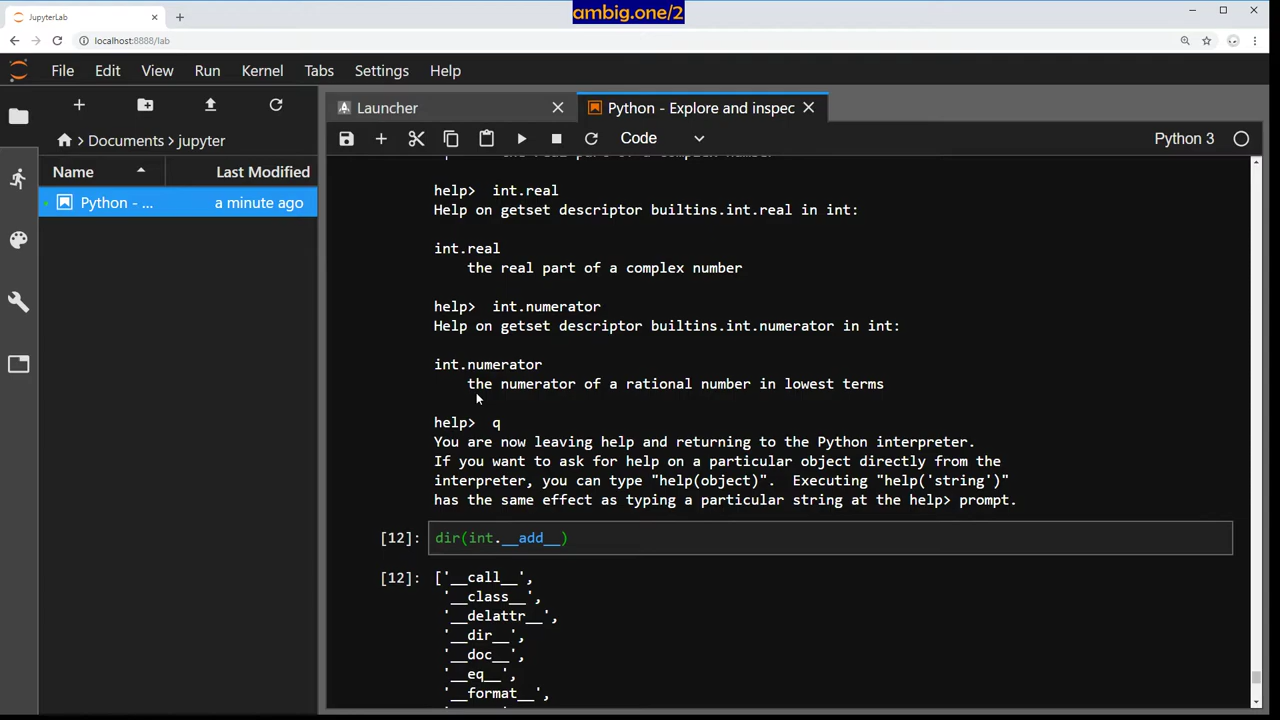 JupyterLab
ambig.one/2
localhost:8888/lab
File Edit View Run Kernel Tabs Settings Help
Launcher
Python - Explore and inspec
Documents jupyter
Code
Python 3
Name Last Modified
Python - ... a minute ago
help> int.real
Help on getset descriptor builtins.int.real in int:
int.real
the real part of a complex number
help> int.numerator
Help on getset descriptor builtins.int.numerator in int:
int.numerator
the numerator of a rational number in lowest terms
help> q
You are now leaving help and returning to the Python interpreter.
If you want to ask for help on a particular object directly from the
interpreter, you can type "help(object)". Executing "help('string')"
has the same effect as typing a particular string at the help> prompt.
[12]: dir(int.__add__)
[12]: ['__call__',
'__class__',
'__delattr__',
'__dir__',
'__doc__',
'__eq__',
'__format__',